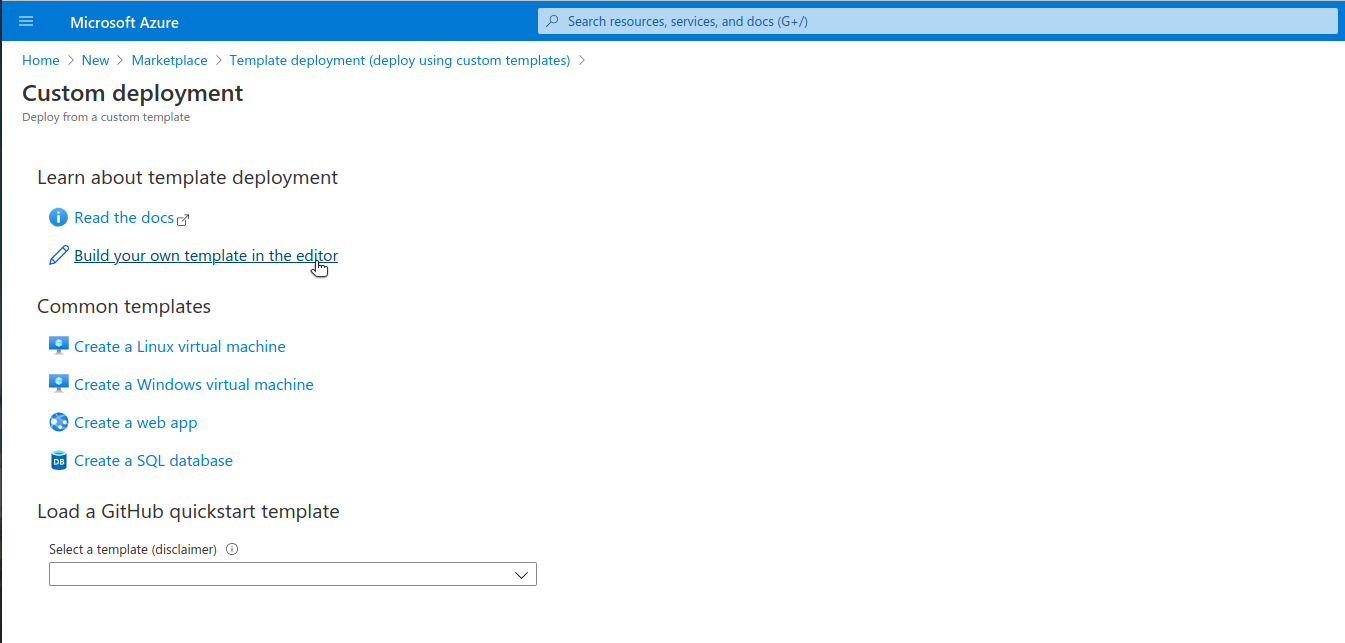 Microsoft Azure
Search resources, services, and docs (G+/)
Home > New > Marketplace > Template deployment (deploy using custom templates) >
Custom deployment
Deploy from a custom template
Learn about template deployment
Read the docs
Build your own template in the editor
Common templates
Create a Linux virtual machine
Create a Windows virtual machine
Create a web app
DB Create a SQL database
Load a GitHub quickstart template
Select a template (disclaimer)